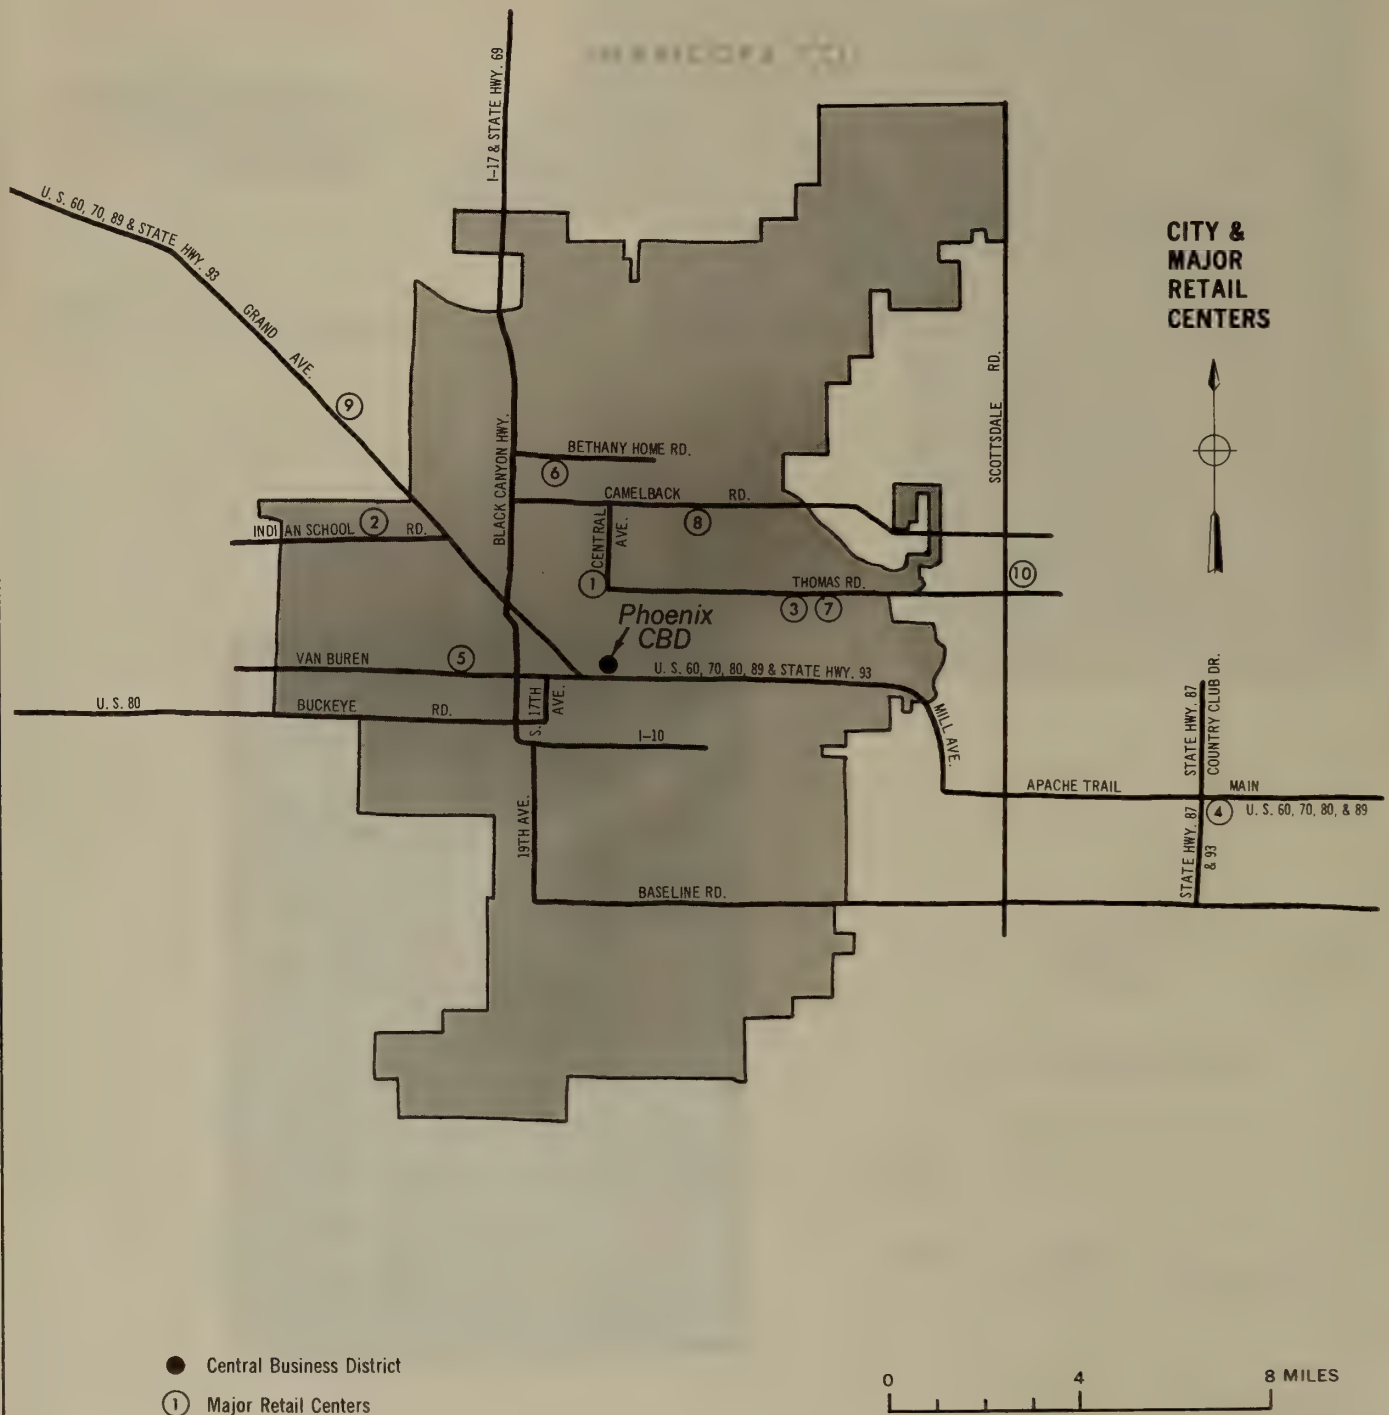 I-17 & STATE HWY. 69
U. S. 60, 70, 89 & STATE HWY. 93
CITY &
MAJOR
RETAIL
CENTERS
GRAND AVE.
9
BLACK CANYON HWY.
SCOTTSDALE RD.
BETHANY HOME RD.
6
CAMELBACK RD.
8
INDIAN SCHOOL RD.
2
CENTRAL AVE.
1
THOMAS RD.
10
3
7
Phoenix
CBD
VAN BUREN
5
U. S. 60, 70, 80, 89 & STATE HWY. 93
U. S. 80
BUCKEYE RD.
S. 17TH AVE.
I-10
MILL AVE.
STATE HWY. 87
COUNTRY CLUB DR.
APACHE TRAIL
MAIN
4
U. S. 60, 70, 80, & 89
19TH AVE.
STATE HWY. 87
& 93
BASELINE RD.
Central Business District
1 Major Retail Centers
0 4 8 MILES